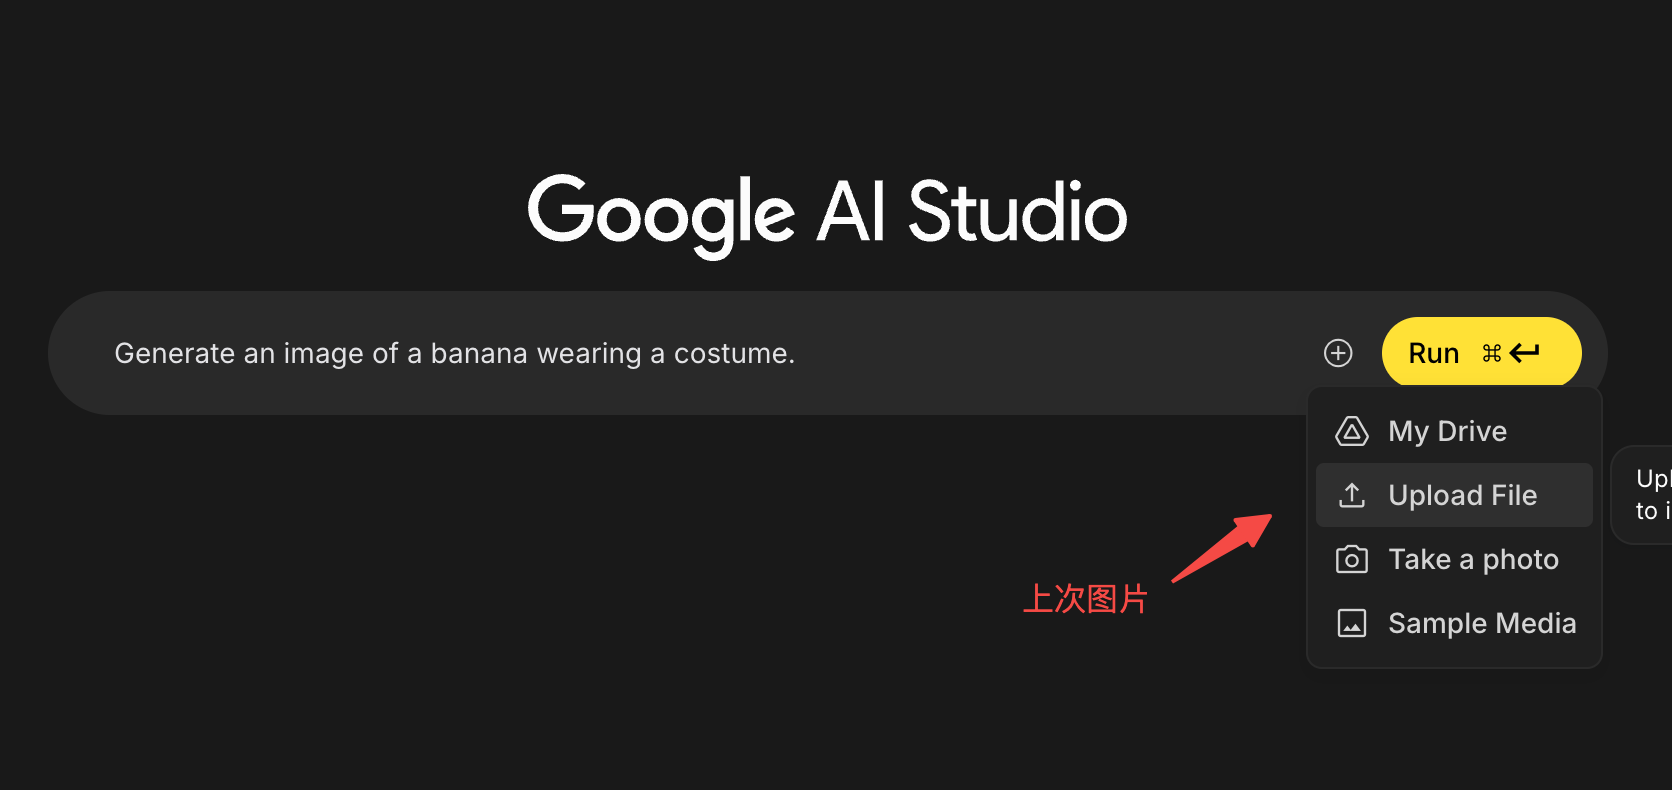 Google AI Studio
Generate an image of a banana wearing a costume.
Run ⌘ ↵
My Drive
Upload File
Take a photo
Sample Media
Upl
to i
上次图片